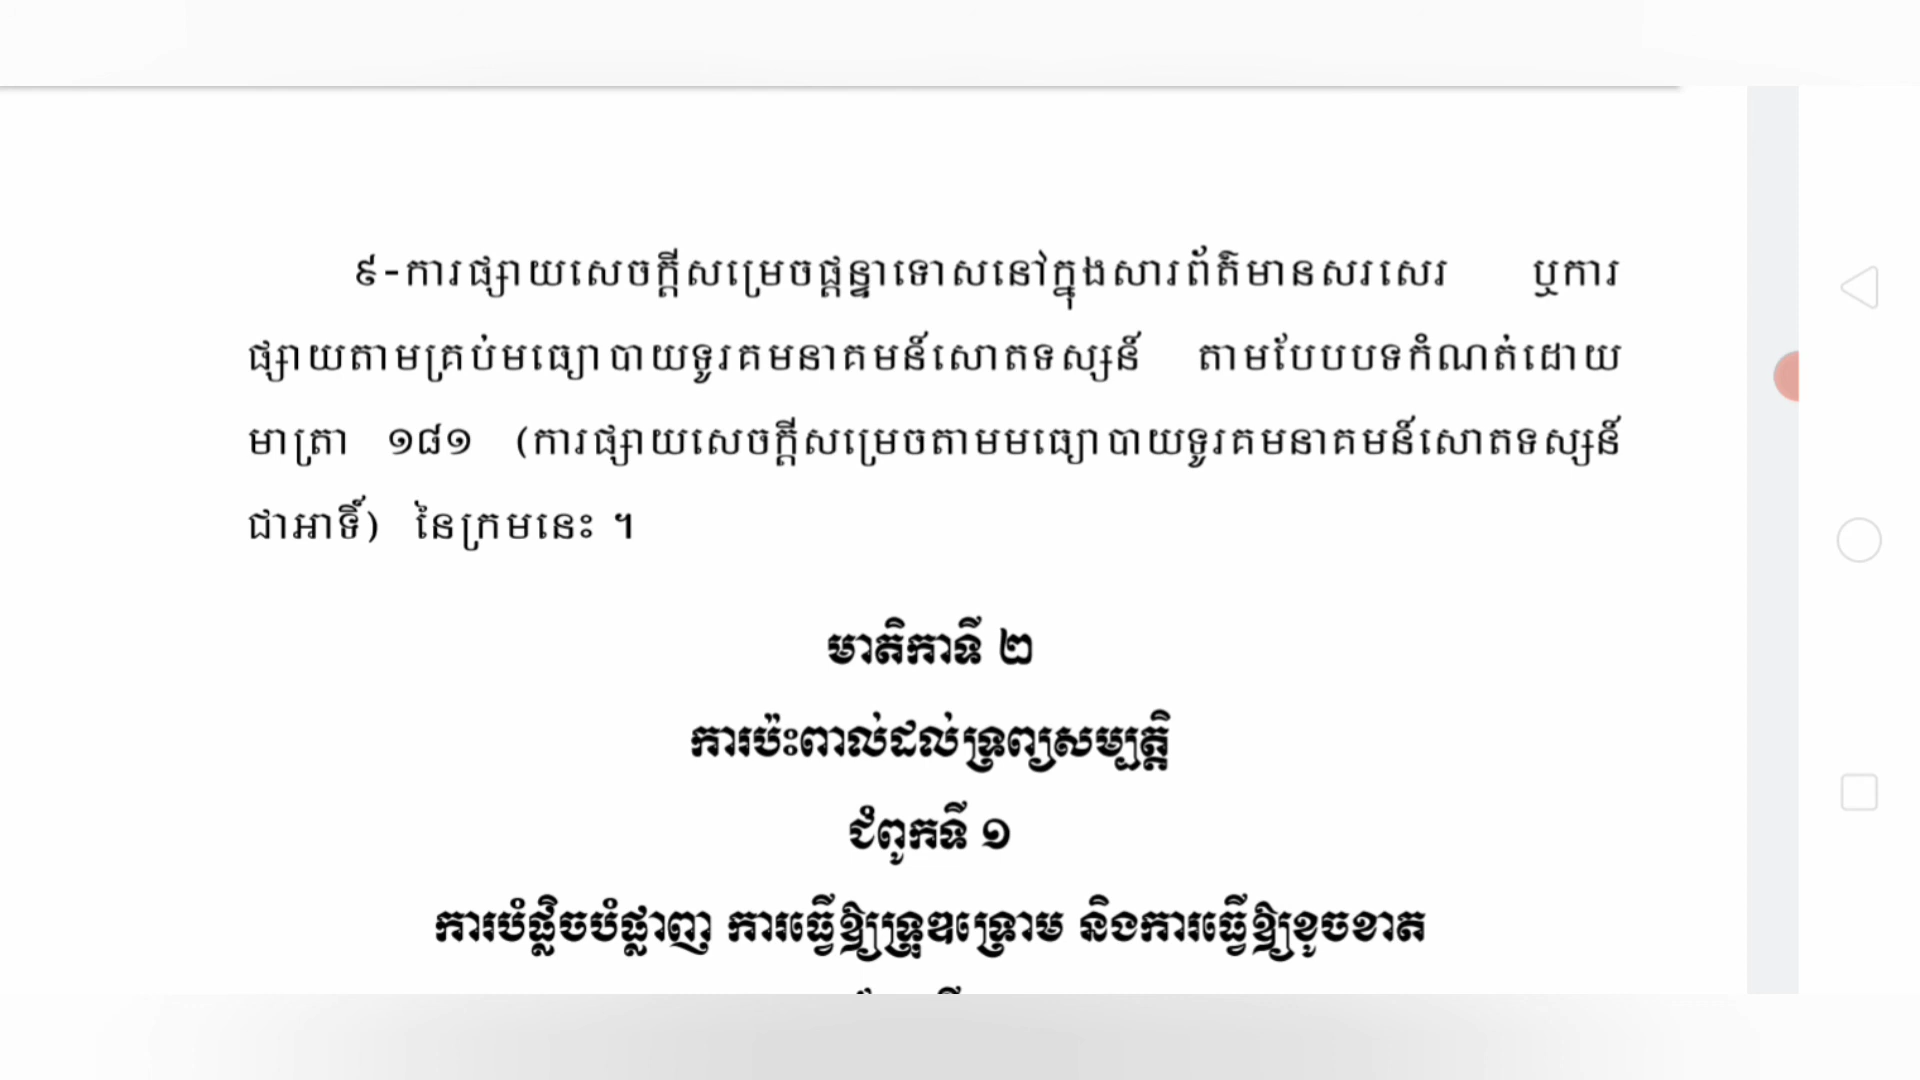 ៩-ការផ្សាយសេចក្តីសម្រេចផ្តន្ទាទោសនៅក្នុងសារព័ត៌មានសរសេរ ឬការ
ផ្សាយតាមគ្រប់មធ្យោបាយទូរគមនាគមន៍សោតទស្សន៍ តាមបែបបទកំណត់ដោយ
មាត្រា ១៨១ (ការផ្សាយសេចក្តីសម្រេចតាមមធ្យោបាយទូរគមនាគមន៍សោតទស្សន៍
ជាអាទិ៍) នៃក្រមនេះ ។
មាតិកាទី ២
ការប៉ះពាល់ដល់ទ្រព្យសម្បត្តិ
ជំពូកទី ១
ការបំផ្លិចបំផ្លាញ ការធ្វើឱ្យទ្រុឌទ្រោម និងការធ្វើឱ្យខូចខាត